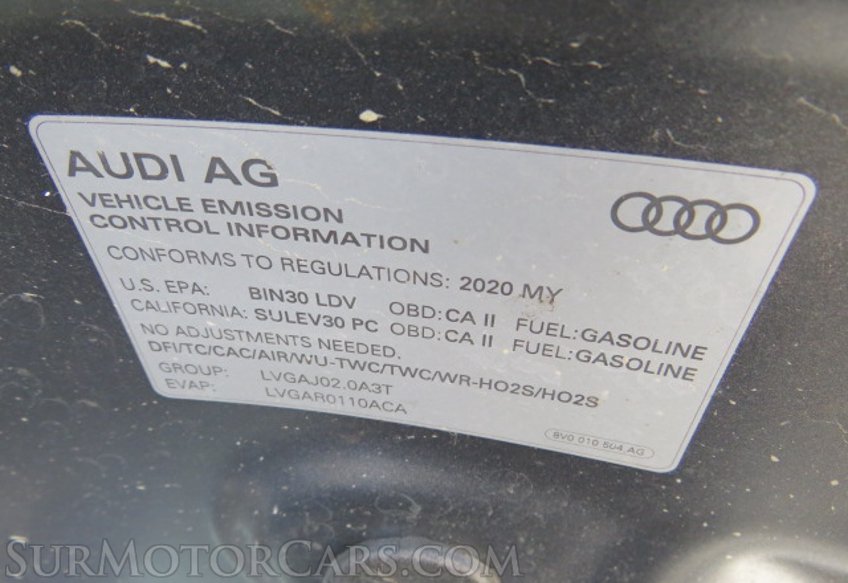 AUDI AG
VEHICLE EMISSION
CONTROL INFORMATION
CONFORMS TO REGULATIONS: 2020 MY
U.S. EPA: BIN30 LDV OBD:CA II FUEL:GASOLINE
CALIFORNIA: SULEV30 PC OBD:CA II FUEL:GASOLINE
NO ADJUSTMENTS NEEDED.
DFI/TC/CAC/AIR/WU-TWC/TWC/WR-HO2S/HO2S
GROUP: LVGAJ02.0A3T
EVAP: LVGAR0110ACA
8V0 010 504 AG
SURMOTORCARS.COM